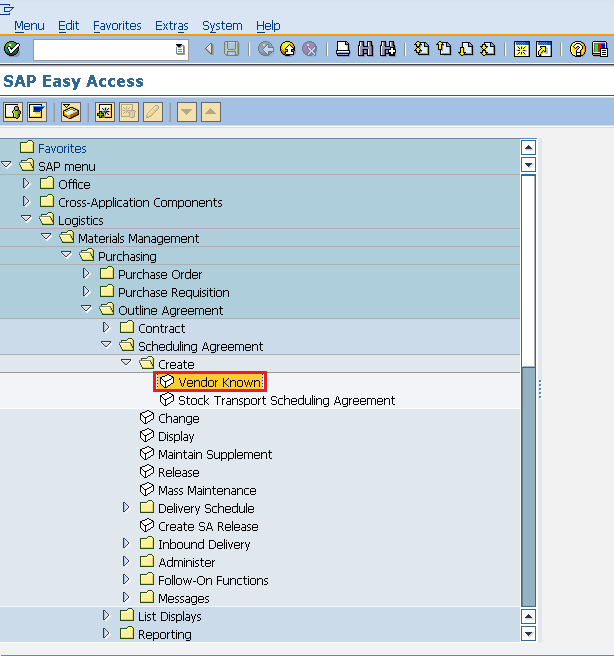 Menu Edit Favorites Extras System Help
SAP Easy Access
Favorites
SAP menu
Office
Cross-Application Components
Logistics
Materials Management
Purchasing
Purchase Order
Purchase Requisition
Outline Agreement
Contract
Scheduling Agreement
Create
Vendor Known
Stock Transport Scheduling Agreement
Change
Display
Maintain Supplement
Release
Mass Maintenance
Delivery Schedule
Create SA Release
Inbound Delivery
Administer
Follow-On Functions
Messages
List Displays
Reporting